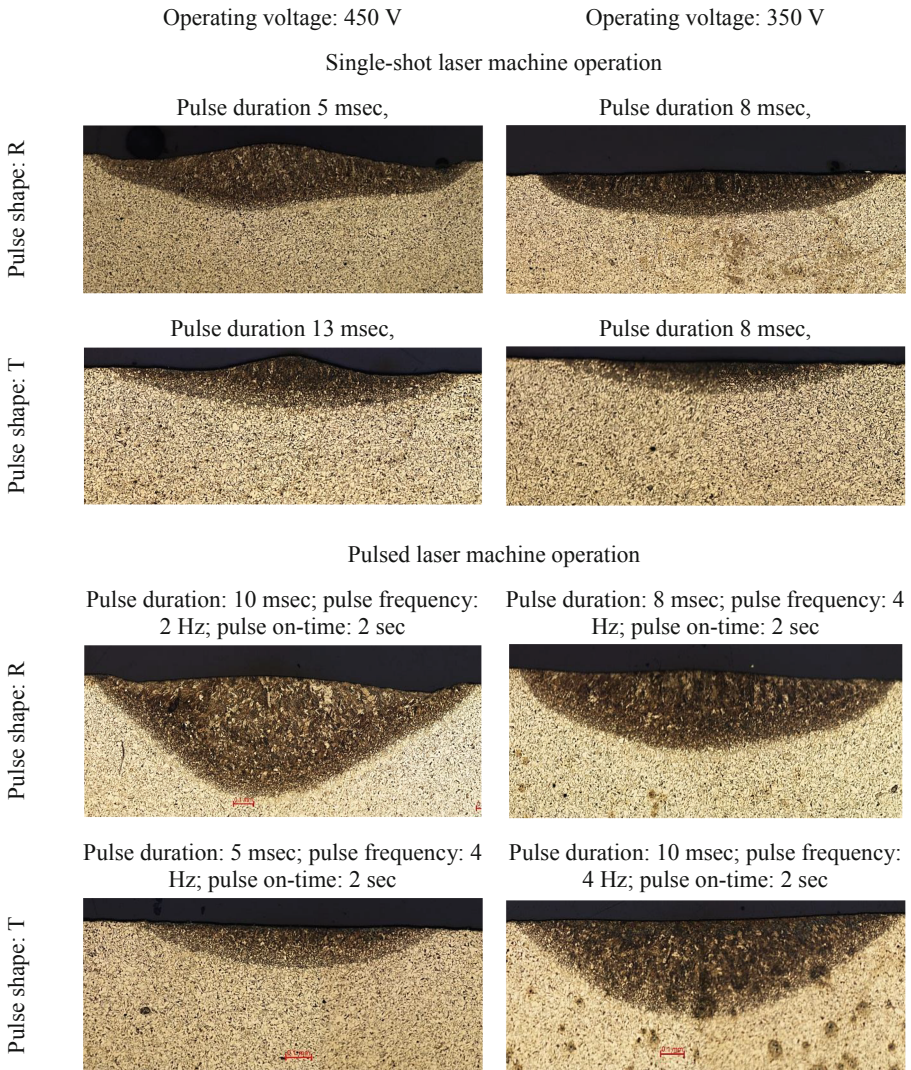 Operating voltage: 450 V
Operating voltage: 350 V
Single-shot laser machine operation
Pulse shape: R
Pulse duration 5 msec,
Pulse duration 8 msec,
Pulse shape: T
Pulse duration 13 msec,
Pulse duration 8 msec,
Pulsed laser machine operation
Pulse shape: R
Pulse duration: 10 msec; pulse frequency:
2 Hz; pulse on-time: 2 sec
Pulse duration: 8 msec; pulse frequency: 4
Hz; pulse on-time: 2 sec
Pulse shape: T
Pulse duration: 5 msec; pulse frequency: 4
Hz; pulse on-time: 2 sec
Pulse duration: 10 msec; pulse frequency:
4 Hz; pulse on-time: 2 sec